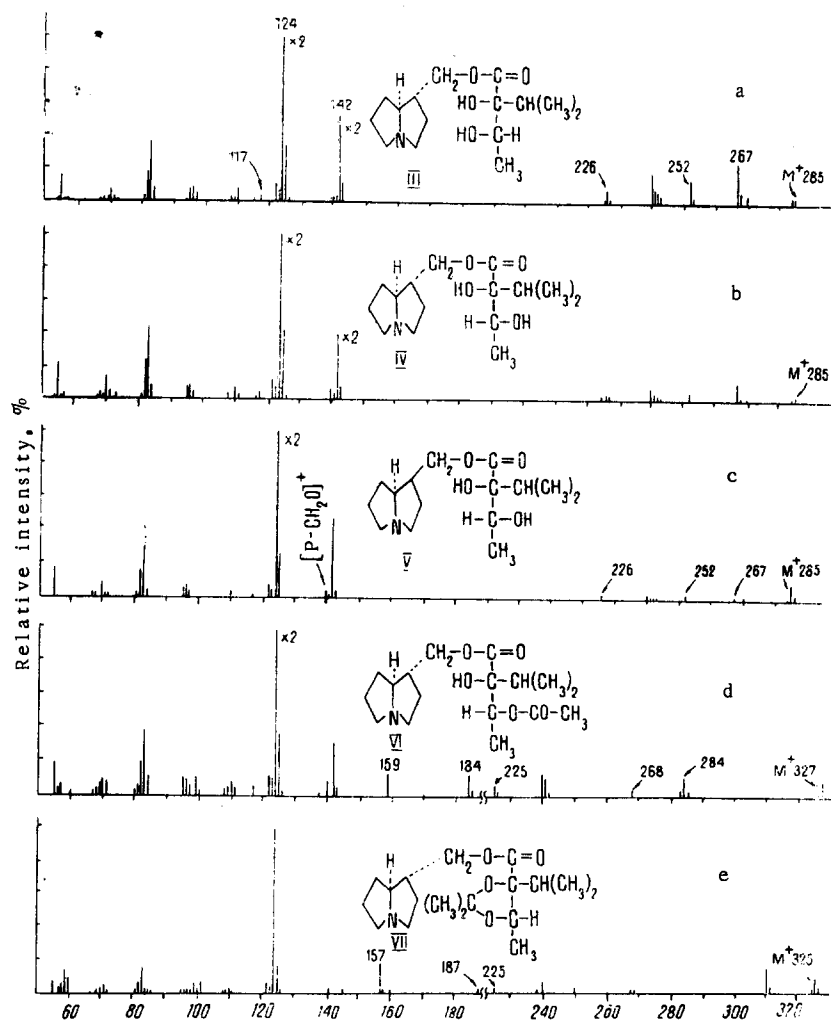 Relative intensity, %
124
×2
142
×2
117
226
252
267
M⁺285
a
H
CH₂–O–C=O
HO–C–CH(CH₃)₂
HO–C–H
CH₃
N
III
×2
M⁺285
b
H
CH₂–O–C=O
HO–C–CH(CH₃)₂
H–C–OH
CH₃
N
IV
×2
[P–CH₂O]⁺
226
252
267
M⁺285
c
H
CH₂–O–C=O
HO–C–CH(CH₃)₂
H–C–OH
CH₃
N
V
×2
159
184
225
268
284
M⁺327
d
H
CH₂–O–C=O
HO–C–CH(CH₃)₂
H–C–O–CO–CH₃
CH₃
N
VI
157
187
225
M⁺325
e
H
CH₂–O–C=O
O–C–CH(CH₃)₂
(CH₃)₂C
O–C–H
CH₃
N
VII
60 80 100 120 140 160 180 200 220 240 260 280 300 320